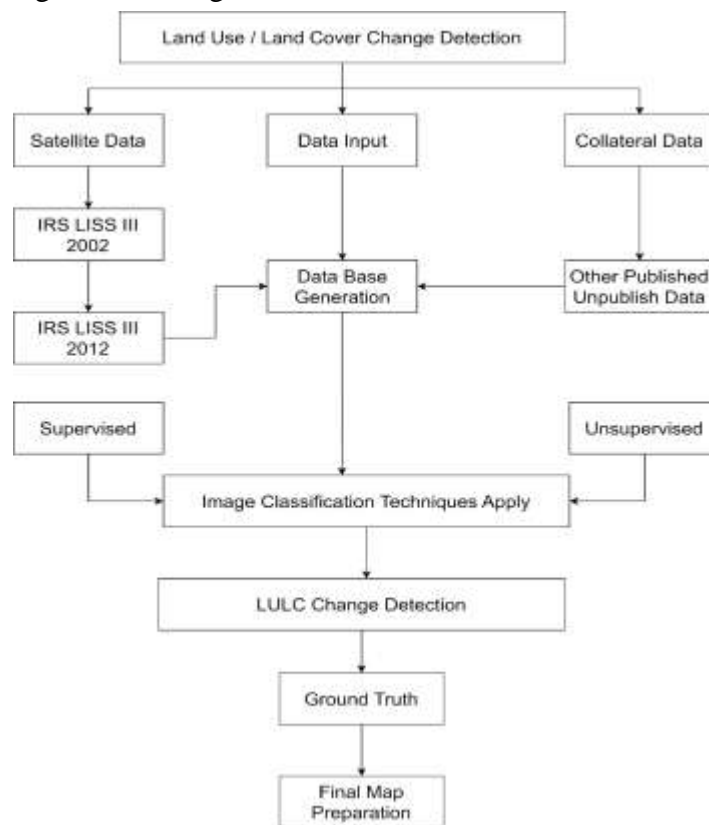 Land Use / Land Cover Change Detection
Satellite Data
Data Input
Collateral Data
IRS LISS III
2002
Data Base
Generation
Other Published
Unpublish Data
IRS LISS III
2012
Supervised
Unsupervised
Image Classification Techniques Apply
LULC Change Detection
Ground Truth
Final Map
Preparation